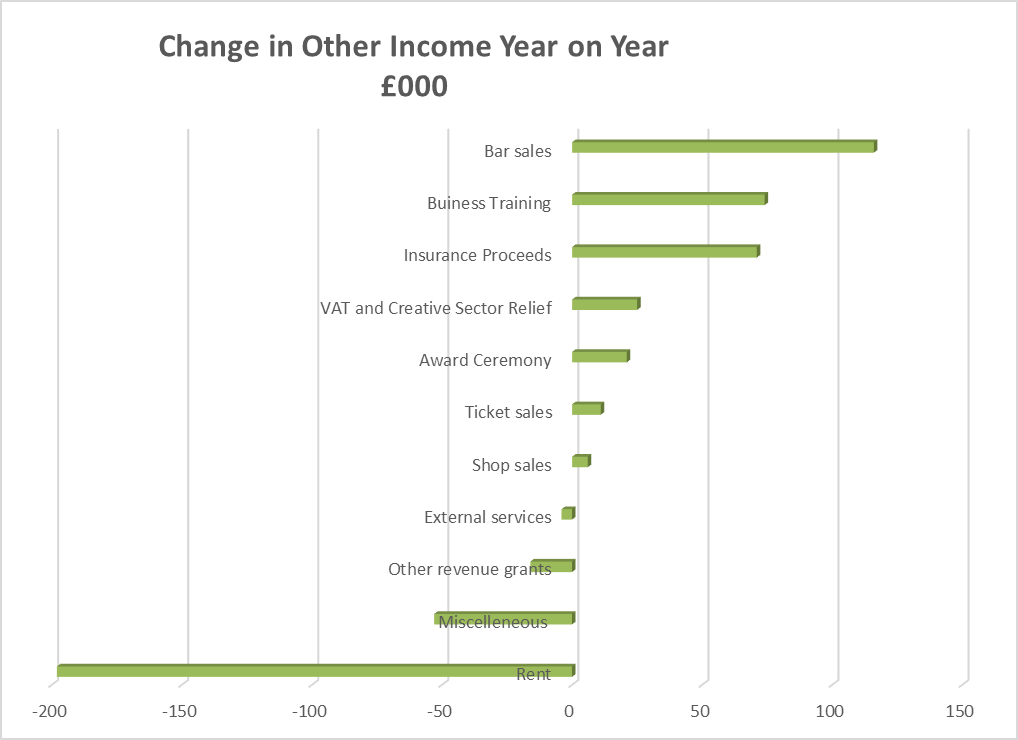 Change in Other Income Year on Year
£000
Bar sales
Buiness Training
Insurance Proceeds
VAT and Creative Sector Relief
Award Ceremony
Ticket sales
Shop sales
External services
Other revenue grants
Miscelleneous
Rent
-200 -150 -100 -50 0 50 100 150